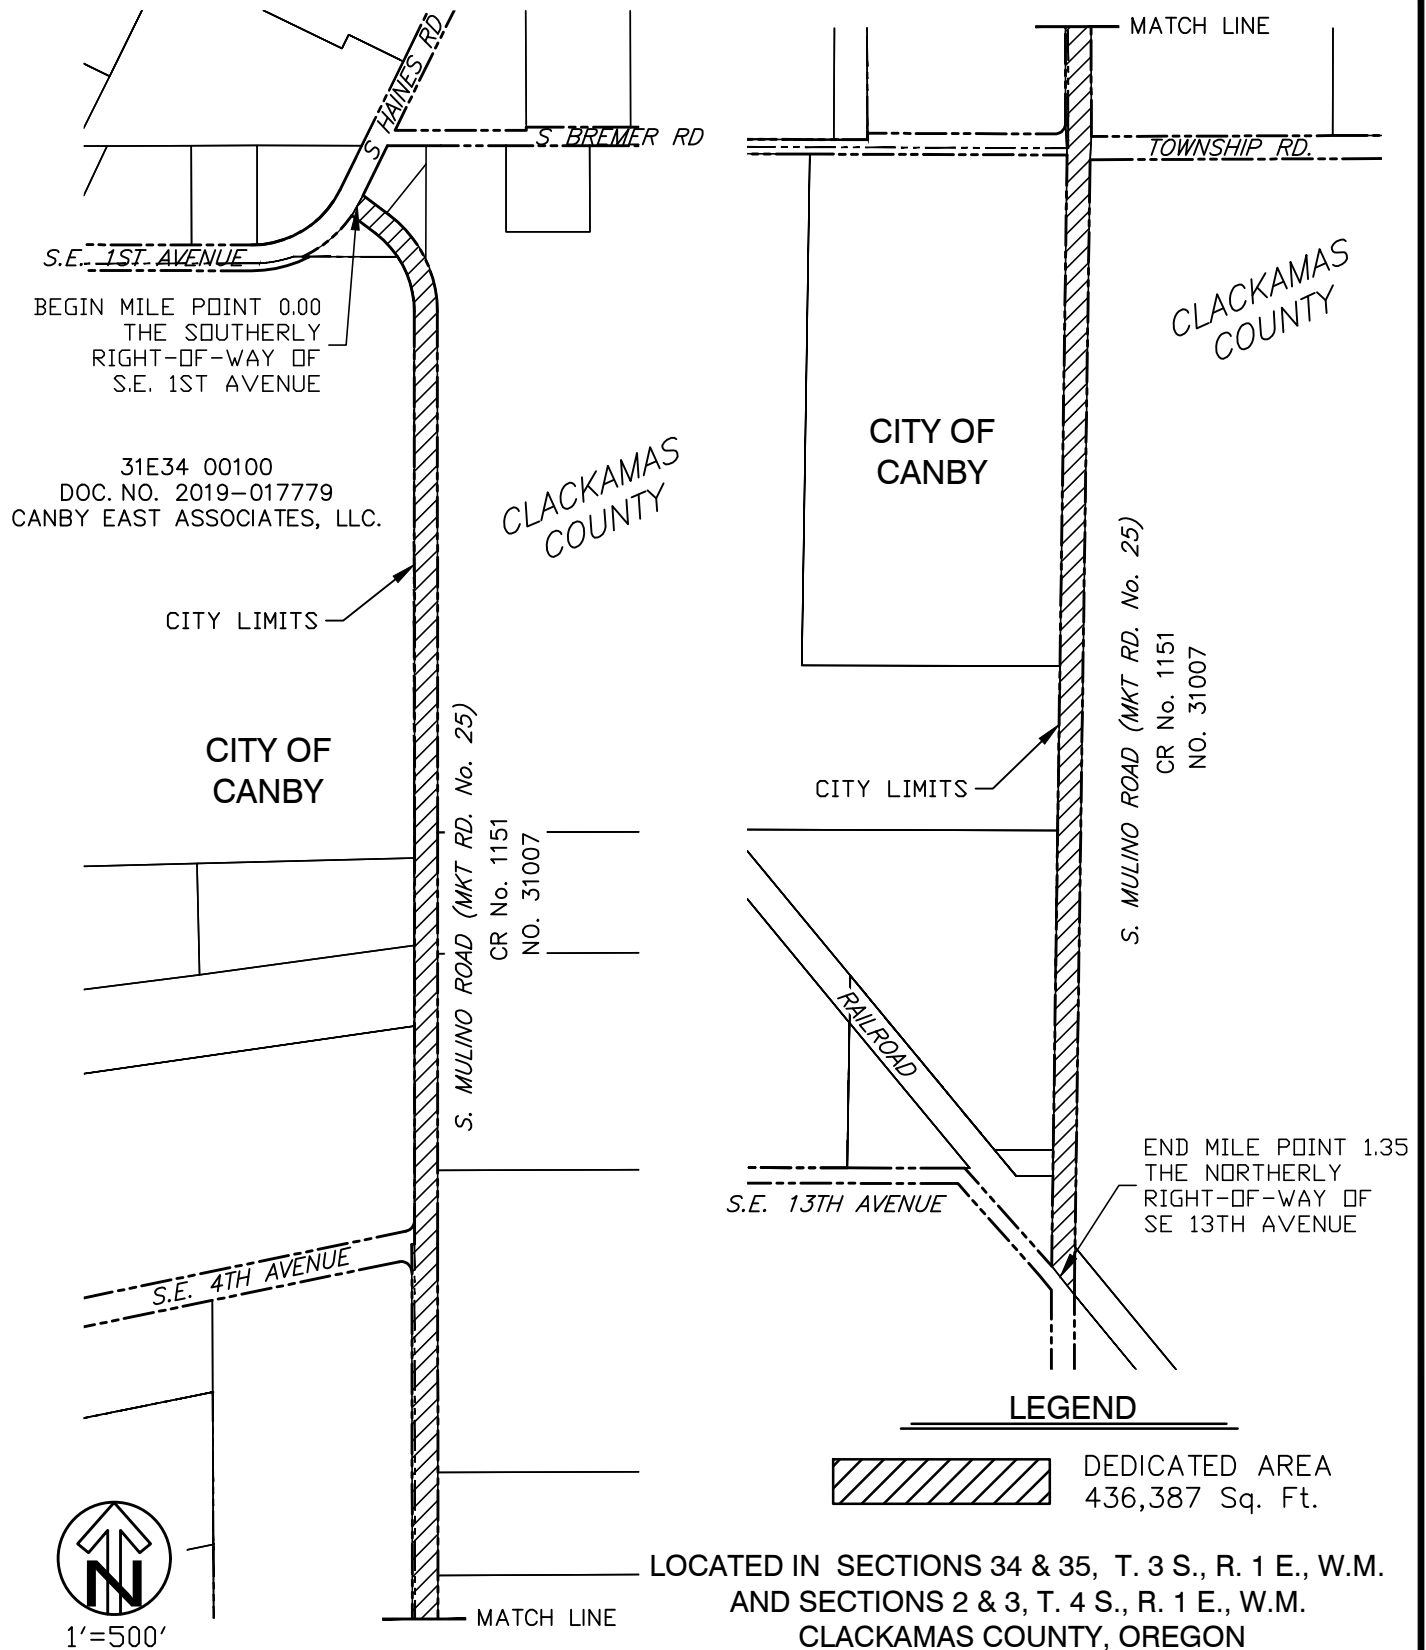 S HAINES RD
S BREMER RD
S.E. 1ST AVENUE
BEGIN MILE POINT 0.00
THE SOUTHERLY
RIGHT-OF-WAY OF
S.E. 1ST AVENUE
31E34 00100
DOC. NO. 2019-017779
CANBY EAST ASSOCIATES, LLC.
CLACKAMAS
COUNTY
CITY LIMITS
CITY OF
CANBY
S. MULINO ROAD (MKT RD. No. 25)
CR No. 1151
NO. 31007
S.E. 4TH AVENUE
N
1'=500'
MATCH LINE
MATCH LINE
TOWNSHIP RD.
CLACKAMAS
COUNTY
CITY OF
CANBY
S. MULINO ROAD (MKT RD. No. 25)
CR No. 1151
NO. 31007
CITY LIMITS
RAILROAD
S.E. 13TH AVENUE
END MILE POINT 1.35
THE NORTHERLY
RIGHT-OF-WAY OF
SE 13TH AVENUE
LEGEND
DEDICATED AREA
436,387 Sq. Ft.
LOCATED IN SECTIONS 34 & 35, T. 3 S., R. 1 E., W.M.
AND SECTIONS 2 & 3, T. 4 S., R. 1 E., W.M.
CLACKAMAS COUNTY, OREGON